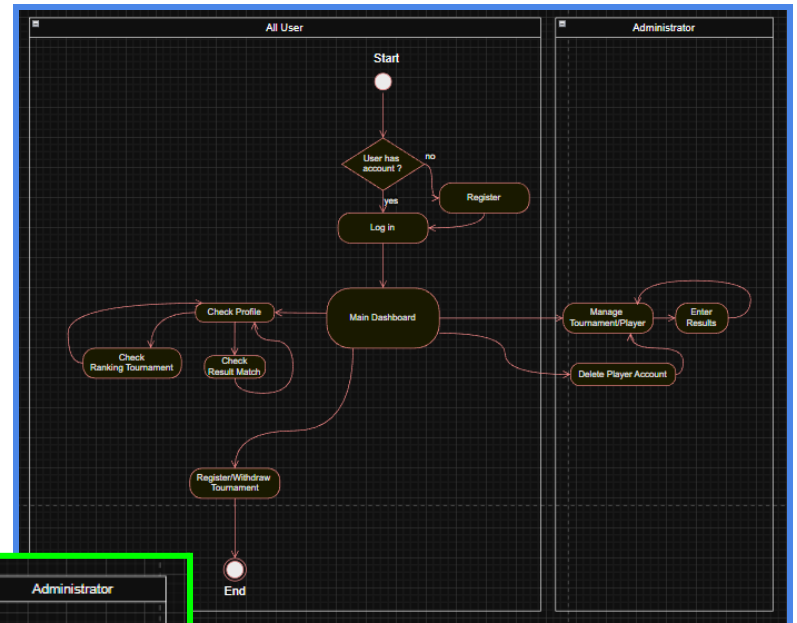 All User
Administrator
Start
User has
account ?
no
yes
Register
Log in
Check Profile
Main Dashboard
Manage
Tournament/Player
Enter
Results
Check
Ranking Tournament
Check
Result Match
Delete Player Account
Register/Withdraw
Tournament
End
Administrator